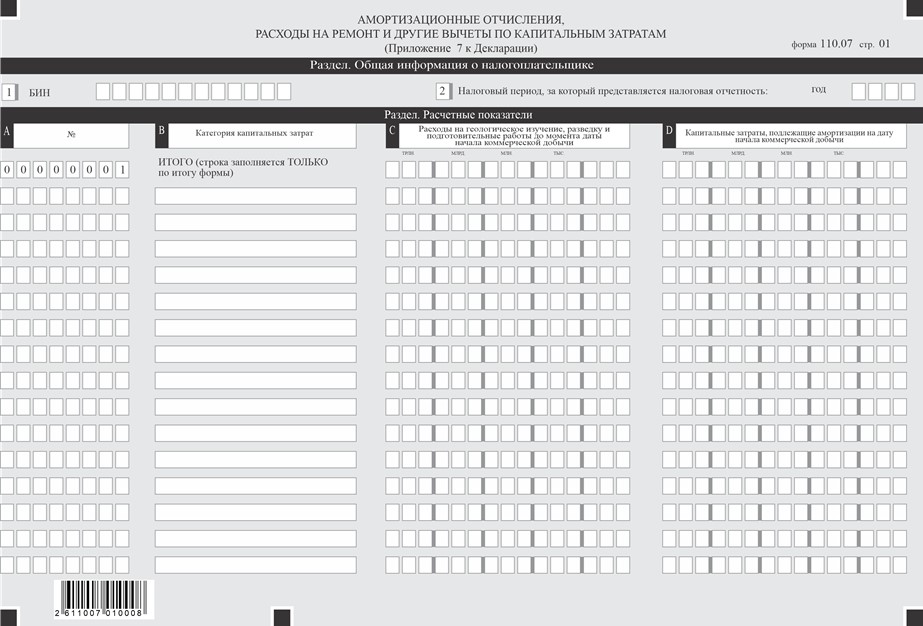 АМОРТИЗАЦИОННЫЕ ОТЧИСЛЕНИЯ,
РАСХОДЫ НА РЕМОНТ И ДРУГИЕ ВЫЧЕТЫ ПО КАПИТАЛЬНЫМ ЗАТРАТАМ
(Приложение 7 к Декларации)
форма 110.07 стр. 01
Раздел. Общая информация о налогоплательщике
1 БИН
2 Налоговый период, за который представляется налоговая отчетность: год
Раздел. Расчетные показатели
A №
B Категория капитальных затрат
C Расходы на геологическое изучение, разведку и
подготовительные работы до момента даты
начала коммерческой добычи
D Капитальные затраты, подлежащие амортизации на дату
начала коммерческой добычи
ТРЛН МЛРД МЛН ТЫС
ТРЛН МЛРД МЛН ТЫС
0 0 0 0 0 0 0 1
ИТОГО (строка заполняется ТОЛЬКО
по итогу формы)
2 611007 010008